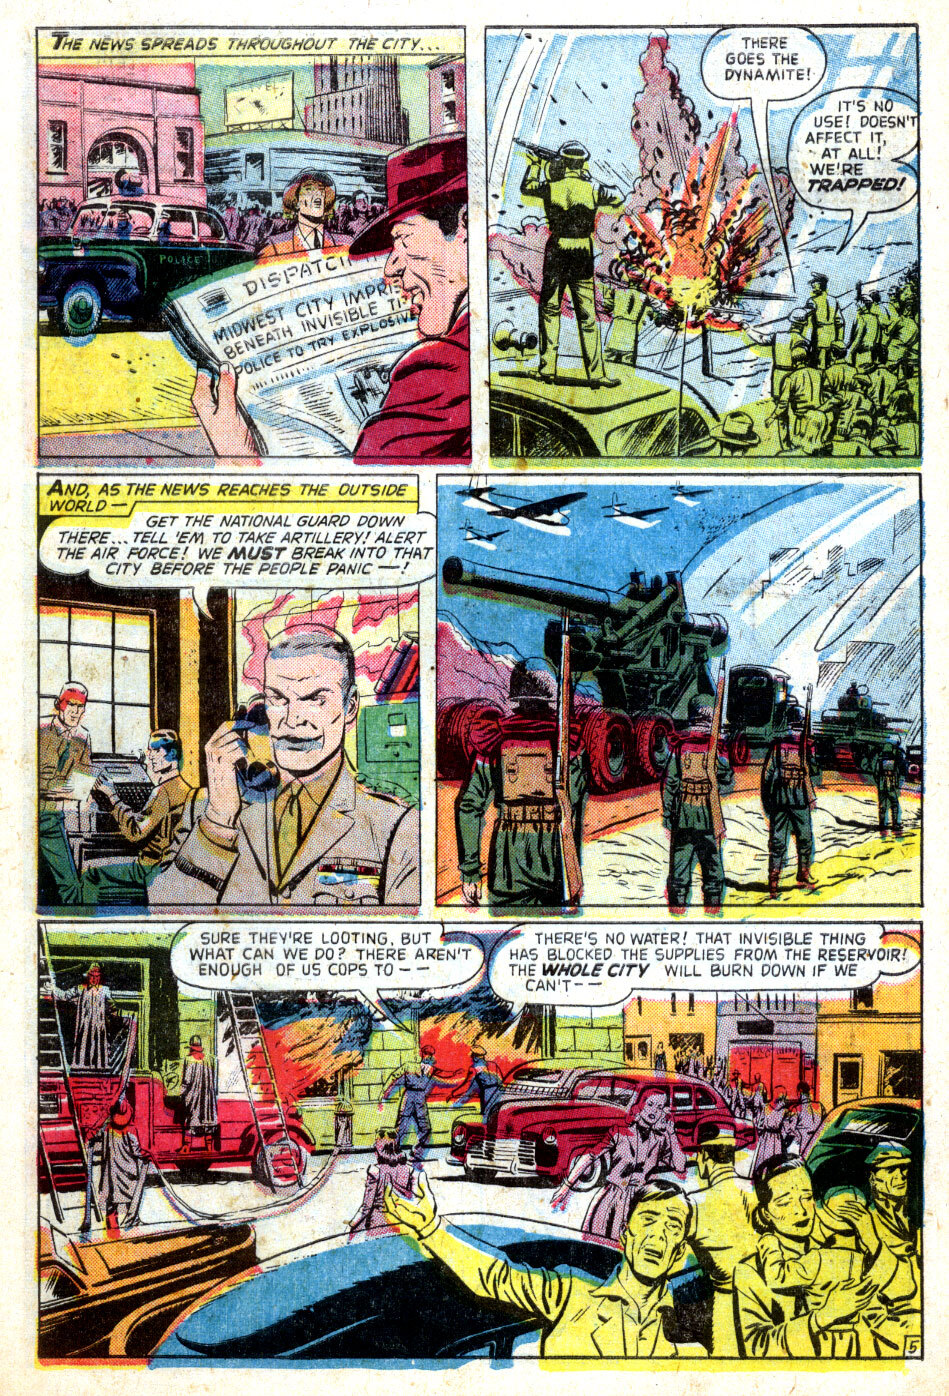 THE NEWS SPREADS THROUGHOUT THE CITY...
POLICE
DISPATCH
MIDWEST CITY
BENEATH INVISIBLE
POLICE TO TRY EXPLOSIVE
THERE
GOES THE
DYNAMITE!
IT'S NO
USE! DOESN'T
AFFECT IT,
AT ALL!
WE'RE
TRAPPED!
AND, AS THE NEWS REACHES THE OUTSIDE
WORLD—
GET THE NATIONAL GUARD DOWN
THERE... TELL 'EM TO TAKE ARTILLERY! ALERT
THE AIR FORCE! WE MUST BREAK INTO THAT
CITY BEFORE THE PEOPLE PANIC—!
SURE THEY'RE LOOTING, BUT
WHAT CAN WE DO? THERE AREN'T
ENOUGH OF US COPS TO--
THERE'S NO WATER! THAT INVISIBLE THING
HAS BLOCKED THE SUPPLIES FROM THE RESERVOIR!
THE WHOLE CITY WILL BURN DOWN IF WE
CAN'T--
5